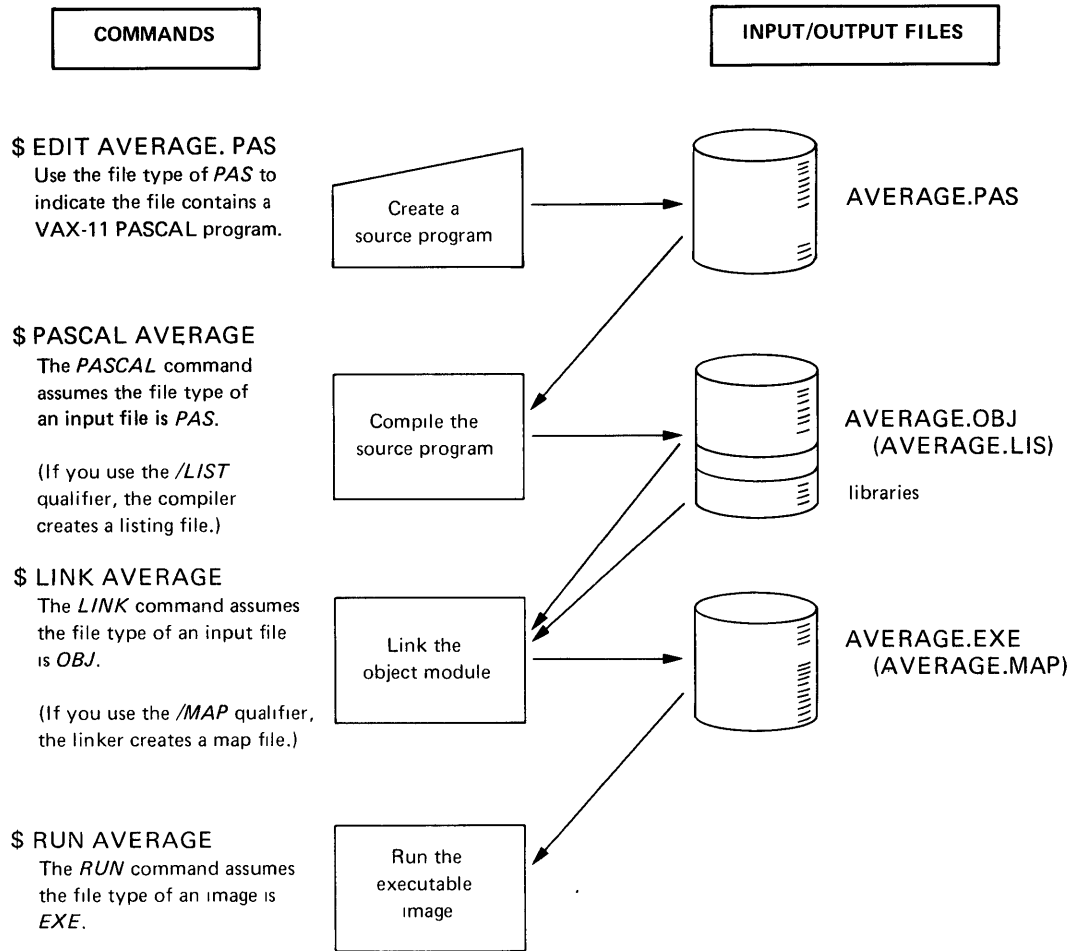 COMMANDS
INPUT/OUTPUT FILES
$ EDIT AVERAGE. PAS
Use the file type of PAS to
indicate the file contains a
VAX-11 PASCAL program.
Create a
source program
AVERAGE.PAS
$ PASCAL AVERAGE
The PASCAL command
assumes the file type of
an input file is PAS.
(If you use the /LIST
qualifier, the compiler
creates a listing file.)
Compile the
source program
AVERAGE.OBJ
(AVERAGE.LIS)
libraries
$ LINK AVERAGE
The LINK command assumes
the file type of an input file
is OBJ.
(If you use the /MAP qualifier,
the linker creates a map file.)
Link the
object module
AVERAGE.EXE
(AVERAGE.MAP)
$ RUN AVERAGE
The RUN command assumes
the file type of an image is
EXE.
Run the
executable
image